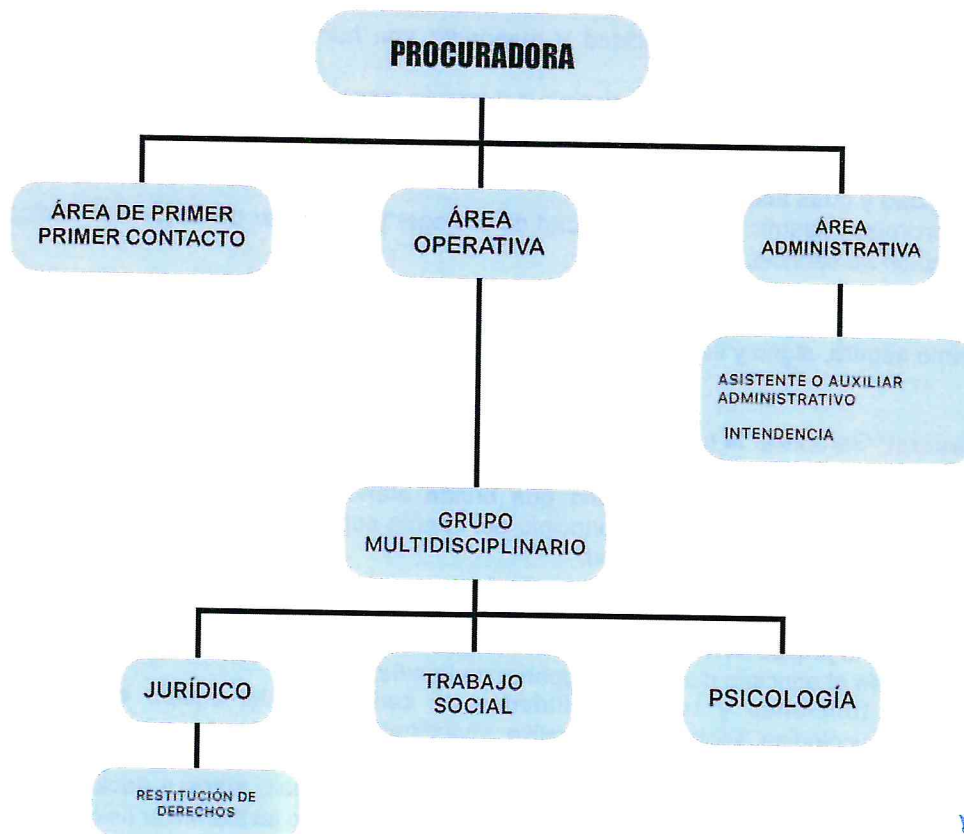 PROCURADORA
ÁREA DE PRIMER
PRIMER CONTACTO
ÁREA
OPERATIVA
ÁREA
ADMINISTRATIVA
ASISTENTE O AUXILIAR
ADMINISTRATIVO
INTENDENCIA
GRUPO
MULTIDISCIPLINARIO
JURÍDICO
TRABAJO
SOCIAL
PSICOLOGÍA
RESTITUCIÓN DE
DERECHOS